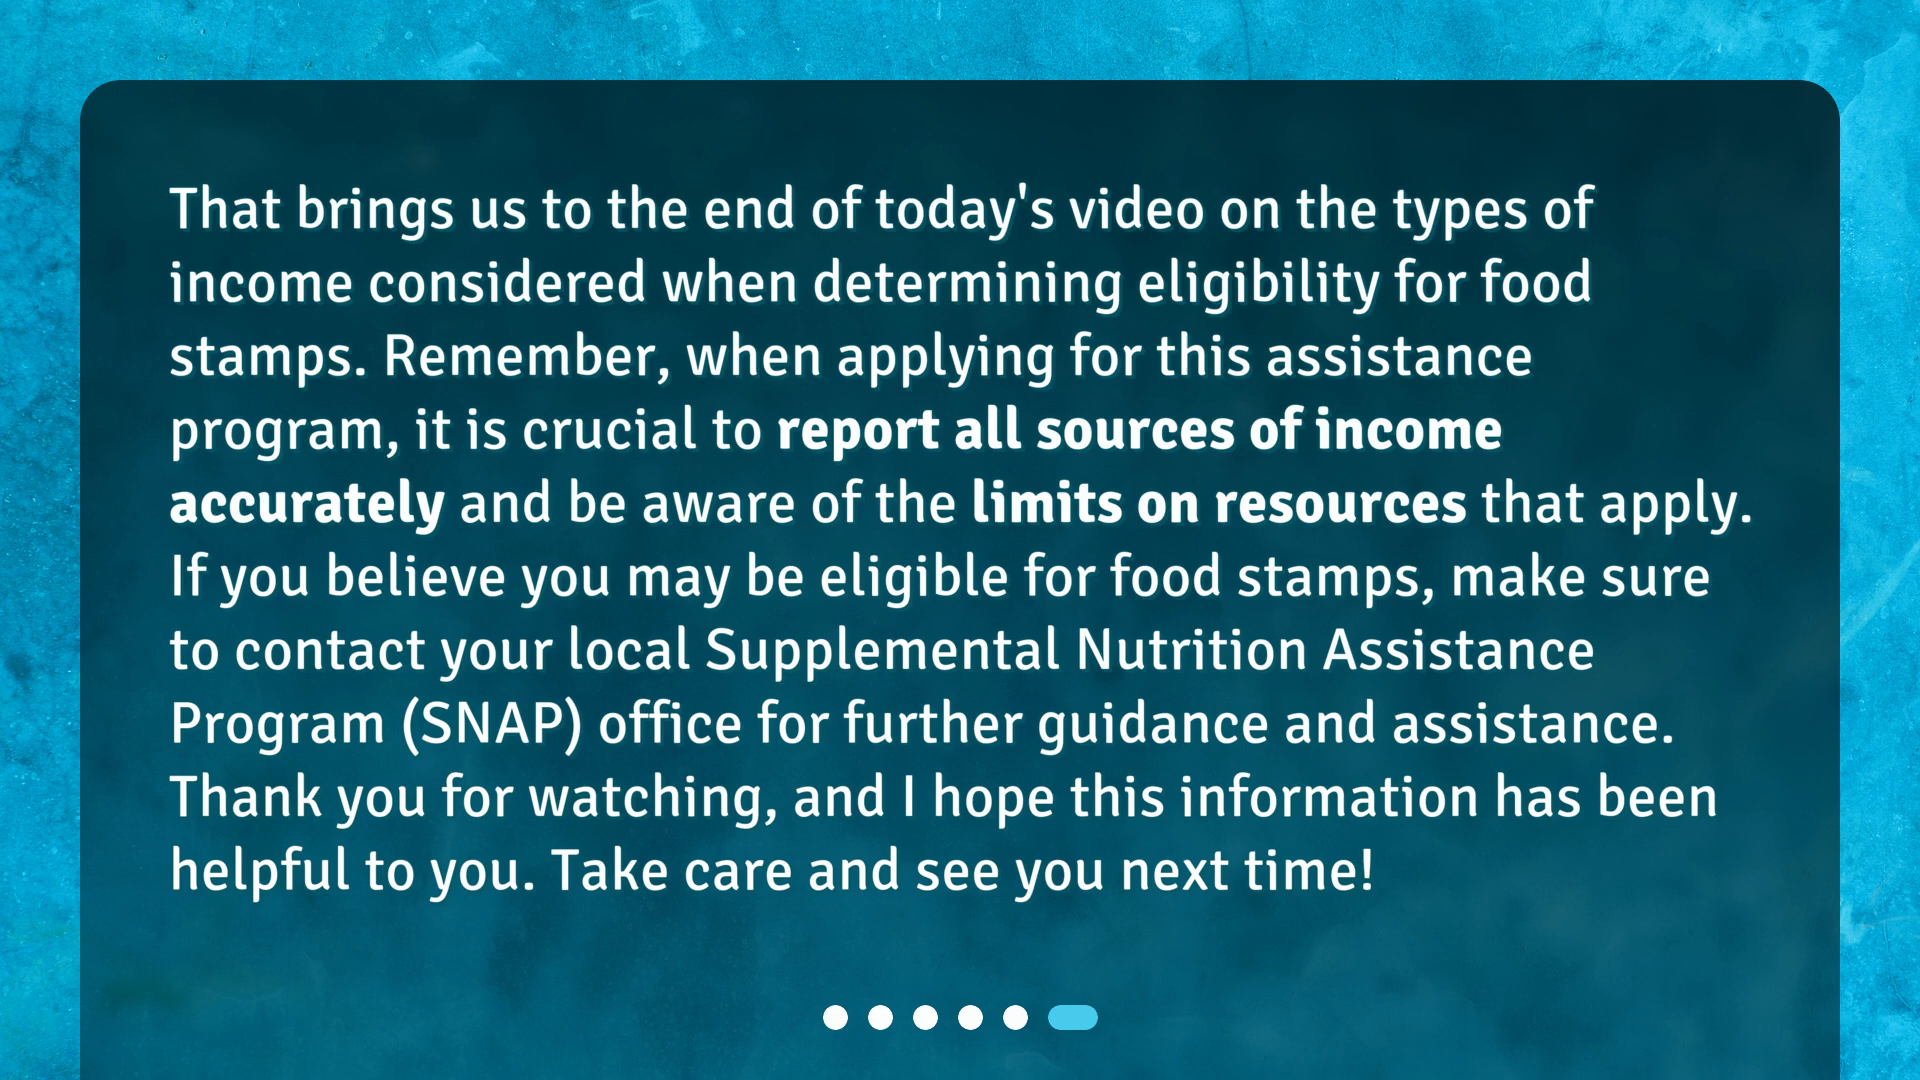 That brings us to the end of today's video on the types of
income considered when determining eligibility for food
stamps. Remember, when applying for this assistance
program, it is crucial to report all sources of income
accurately and be aware of the limits on resources that apply.
If you believe you may be eligible for food stamps, make sure
to contact your local Supplemental Nutrition Assistance
Program (SNAP) office for further guidance and assistance.
Thank you for watching, and I hope this information has been
helpful to you. Take care and see you next time!